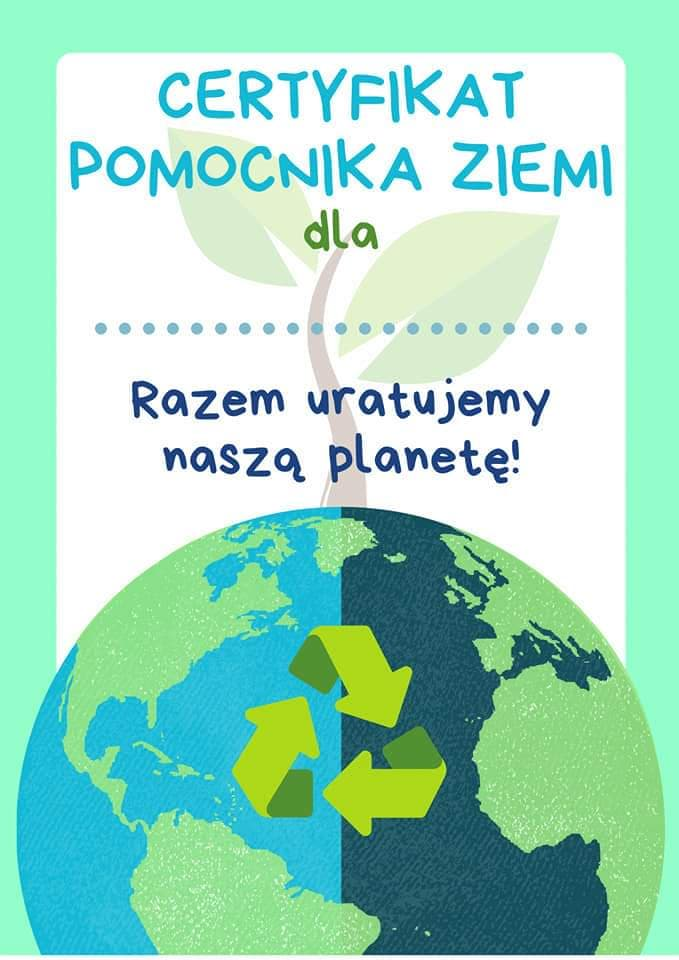 CERTYFIKAT
POMOCNIKA ZIEMI
dla
Razem uratujemy
naszą planetę!